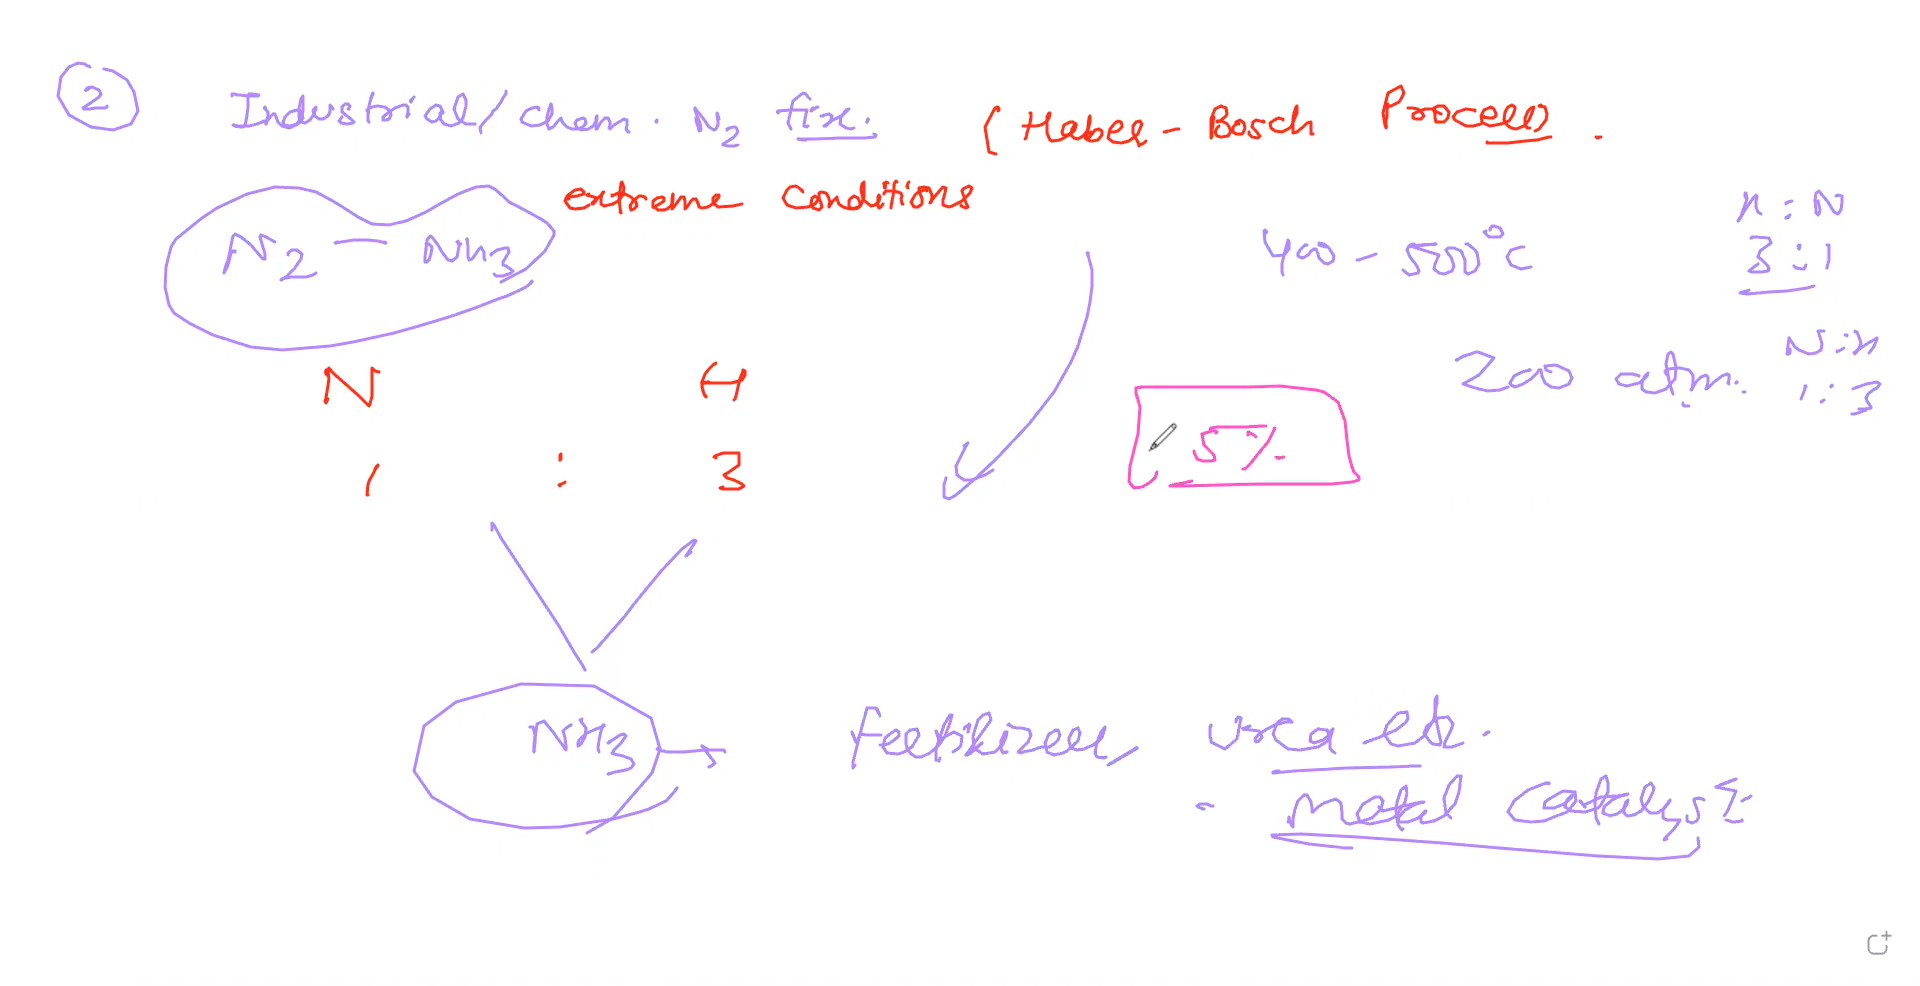 2 Industrial/chem. N2 fix. (Haber-Bosch Process.
extreme conditions
N2 — NH3
400 - 500°C
H : N
3 : 1
N : H
1 : 3
200 atm.
N H
1 : 3
5%
NH3 → Fertilizers, urea etc.
- metal catalyst